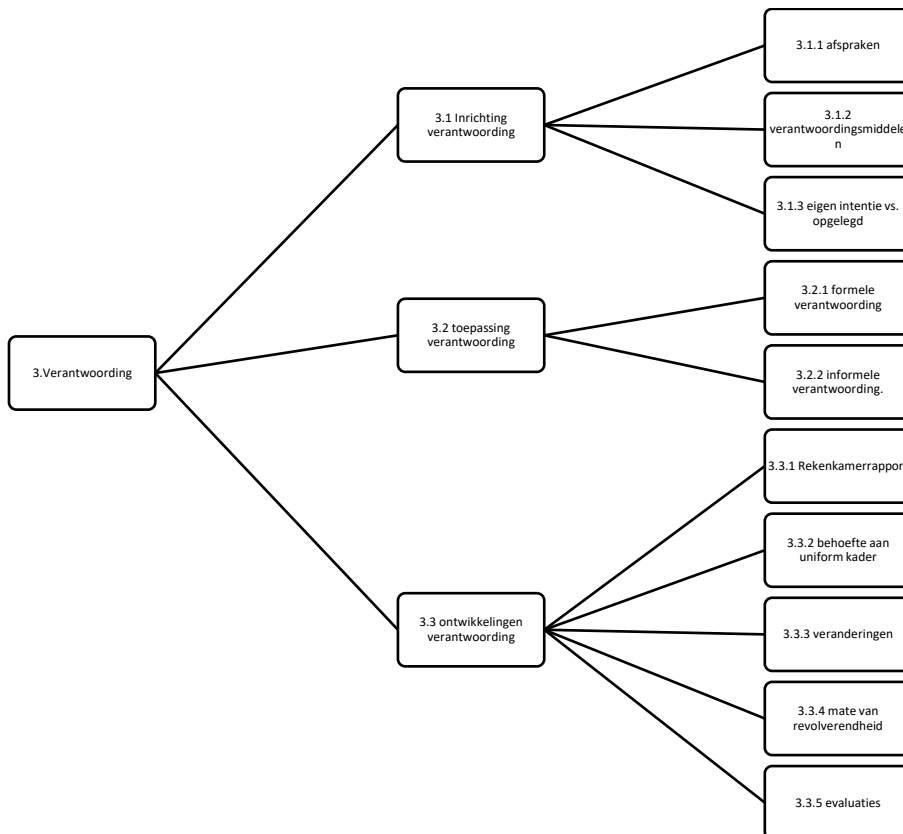 3.Verantwoording
3.1 Inrichting
verantwoording
3.1.1 afspraken
3.1.2
verantwoordingsmiddele
n
3.1.3 eigen intentie vs.
opgelegd
3.2 toepassing
verantwoording
3.2.1 formele
verantwoording
3.2.2 informele
verantwoording.
3.3 ontwikkelingen
verantwoording
3.3.1 Rekenkamerrappor
3.3.2 behoefte aan
uniform kader
3.3.3 veranderingen
3.3.4 mate van
revolverendheid
3.3.5 evaluaties